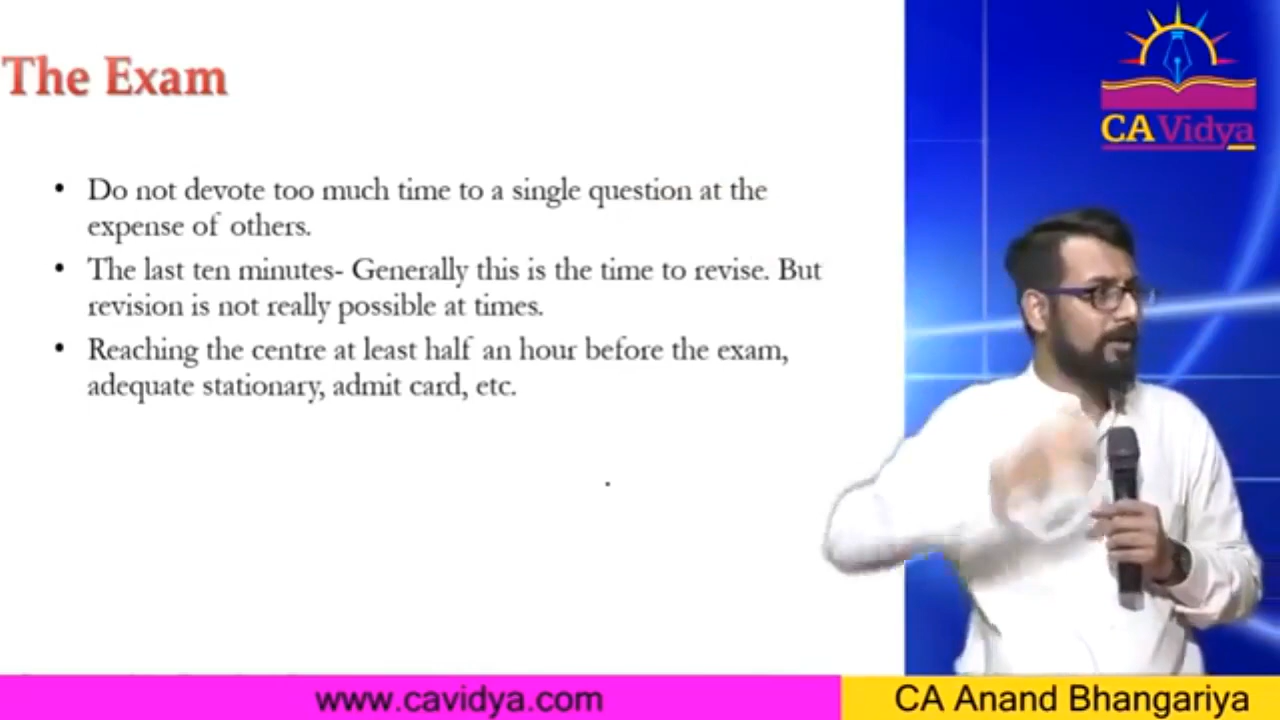 The Exam
• Do not devote too much time to a single question at the
expense of others.
• The last ten minutes- Generally this is the time to revise. But
revision is not really possible at times.
• Reaching the centre at least half an hour before the exam,
adequate stationary, admit card, etc.
CA Vidya
www.cavidya.com
CA Anand Bhangariya